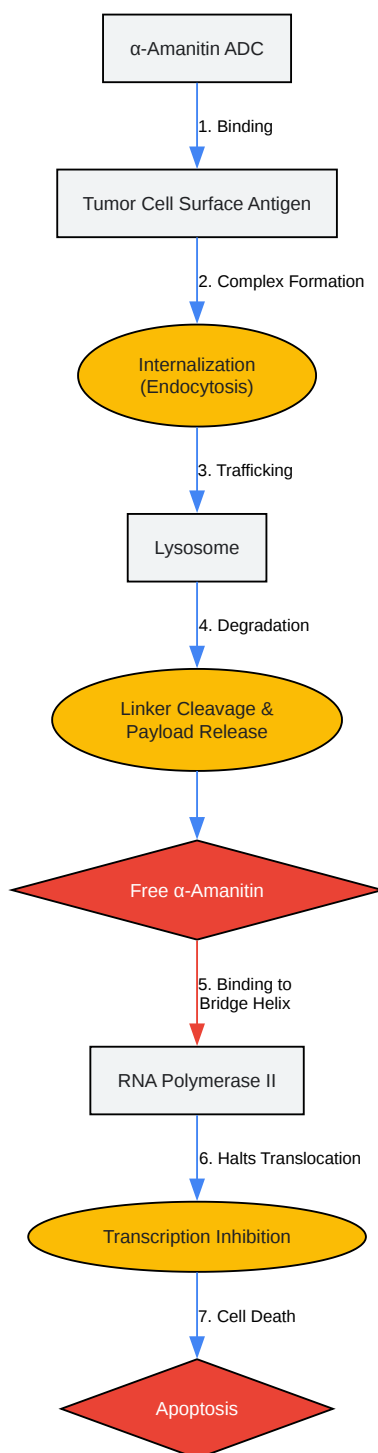 α-Amanitin ADC
1. Binding
Tumor Cell Surface Antigen
2. Complex Formation
Internalization
(Endocytosis)
3. Trafficking
Lysosome
4. Degradation
Linker Cleavage &
Payload Release
Free α-Amanitin
5. Binding to
Bridge Helix
RNA Polymerase II
6. Halts Translocation
Transcription Inhibition
7. Cell Death
Apoptosis